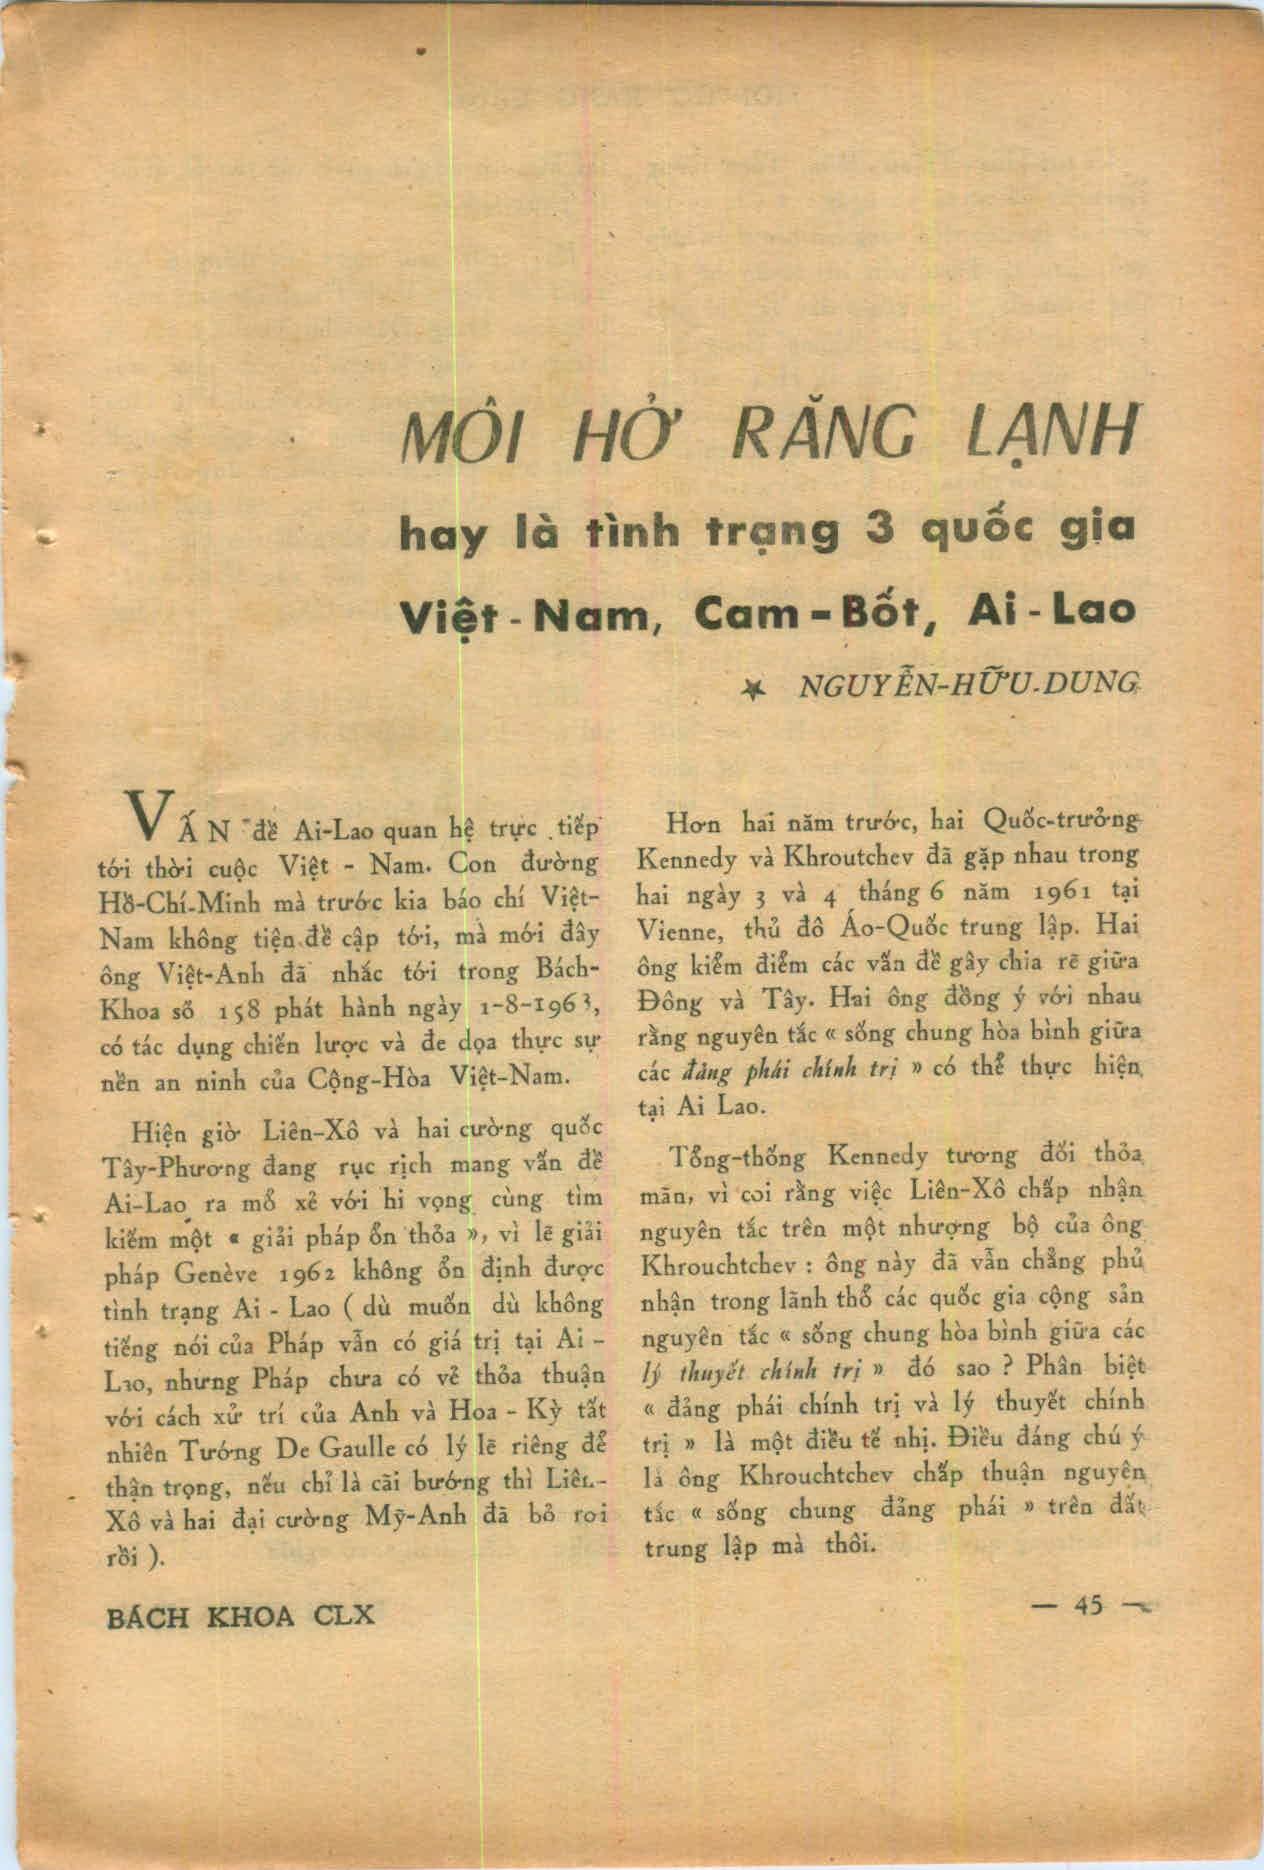 MÔI HỞ RĂNG LẠNH
hay là tình trạng 3 quốc gia
Việt-Nam, Cam-Bốt, Ai-Lao
★ NGUYỄN-HỮU-DUNG
VẤN đề Ai-Lao quan hệ trực tiếp
tới thời cuộc Việt - Nam. Con đường
Hồ-Chí-Minh mà trước kia báo chí Việt-
Nam không tiện đề cập tới, mà mới đây
ông Việt-Anh đã nhắc tới trong Bách-
Khoa số 158 phát hành ngày 1-8-1963,
có tác dụng chiến lược và đe dọa thực sự
nền an ninh của Cộng-Hòa Việt-Nam.
Hiện giờ Liên-Xô và hai cường quốc
Tây-Phương đang rục rịch mang vấn đề
Ai-Lao ra mổ xẻ với hi vọng cùng tìm
kiếm một « giải pháp ổn thỏa », vì lẽ giải
pháp Genève 1962 không ổn định được
tình trạng Ai - Lao ( dù muốn dù không
tiếng nói của Pháp vẫn có giá trị tại Ai -
Lao, nhưng Pháp chưa có vẻ thỏa thuận
với cách xử trí của Anh và Hoa - Kỳ tất
nhiên Tướng De Gaulle có lý lẽ riêng để
thận trọng, nếu chỉ là cãi bướng thì Liên-
Xô và hai đại cường Mỹ-Anh đã bỏ rơi
rồi ).
Hơn hai năm trước, hai Quốc-trưởng
Kennedy và Khroutchev đã gặp nhau trong
hai ngày 3 và 4 tháng 6 năm 1961 tại
Vienne, thủ đô Áo-Quốc trung lập. Hai
ông kiểm điểm các vấn đề gây chia rẽ giữa
Đông và Tây. Hai ông đồng ý với nhau
rằng nguyên tắc « sống chung hòa bình giữa
các đảng phái chính trị » có thể thực hiện
tại Ai Lao.
Tổng-thống Kennedy tương đối thỏa
mãn, vì coi rằng việc Liên-Xô chấp nhận
nguyên tắc trên một nhượng bộ của ông
Khrouchtchev : ông này đã vẫn chẳng phủ
nhận trong lãnh thổ các quốc gia cộng sản
nguyên tắc « sống chung hòa bình giữa các
lý thuyết chính trị » đó sao ? Phân biệt
« đảng phái chính trị và lý thuyết chính
trị » là một điều tế nhị. Điều đáng chú ý
là ông Khrouchtchev chấp thuận nguyên
tắc « sống chung đảng phái » trên đất
trung lập mà thôi.
BÁCH KHOA CLX
— 45 —